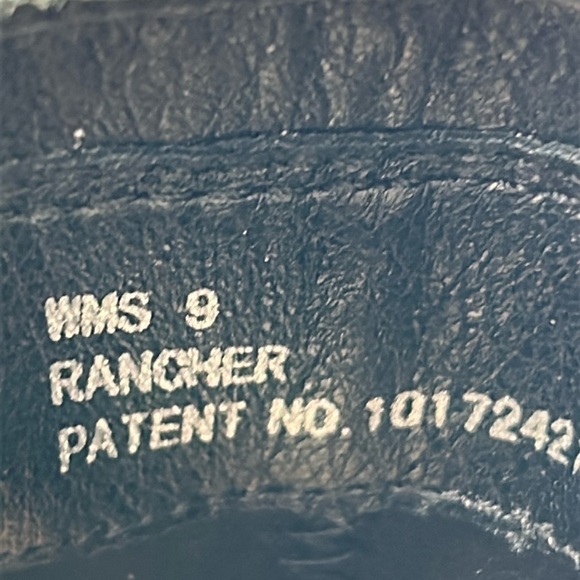 WMS 9
RANCHER
PATENT NO. 1017242